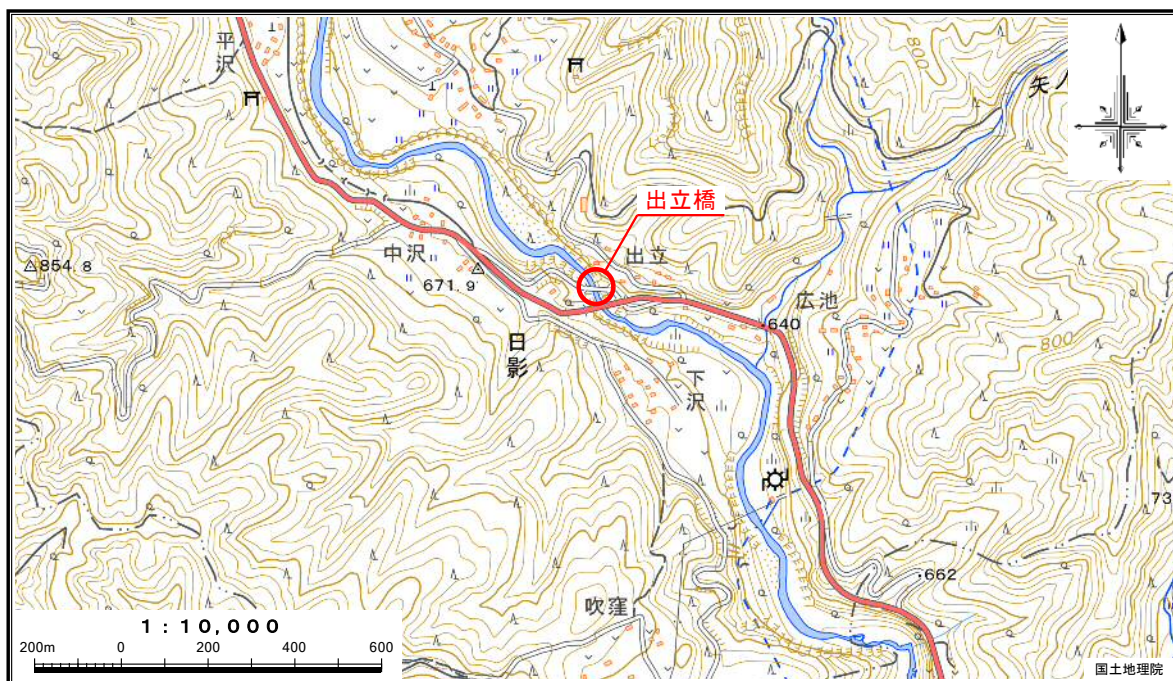 平沢
800
矢ノ
出立橋
中沢
出立
854.8
671.9
広池
640
日影
800
下沢
73
662
吹窪
1:10,000
200m 0 200 400 600
国土地理院